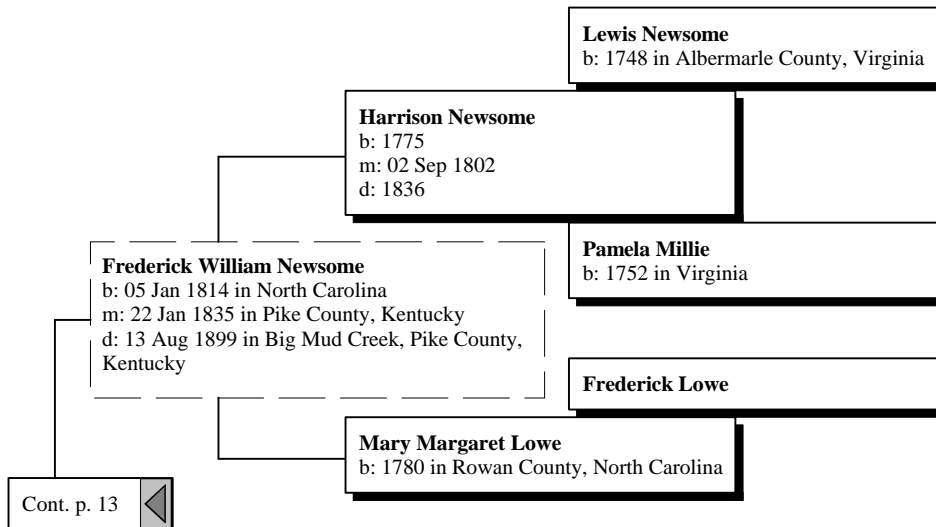 Lewis Newsome
b: 1748 in Albermarle County, Virginia
Harrison Newsome
b: 1775
m: 02 Sep 1802
d: 1836
Pamela Millie
b: 1752 in Virginia
Frederick William Newsome
b: 05 Jan 1814 in North Carolina
m: 22 Jan 1835 in Pike County, Kentucky
d: 13 Aug 1899 in Big Mud Creek, Pike County,
Kentucky
Frederick Lowe
Mary Margaret Lowe
b: 1780 in Rowan County, North Carolina
Cont. p. 13